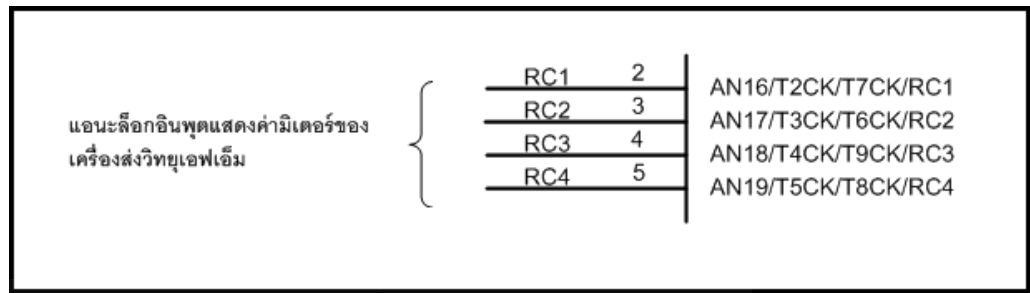 RC1 2 AN16/T2CK/T7CK/RC1
RC2 3 AN17/T3CK/T6CK/RC2
แอนะล็อกอินพุตแสดงค่ามิเตอร์ของ
เครื่องส่งวิทยุเอฟเอ็ม
RC3 4 AN18/T4CK/T9CK/RC3
RC4 5 AN19/T5CK/T8CK/RC4